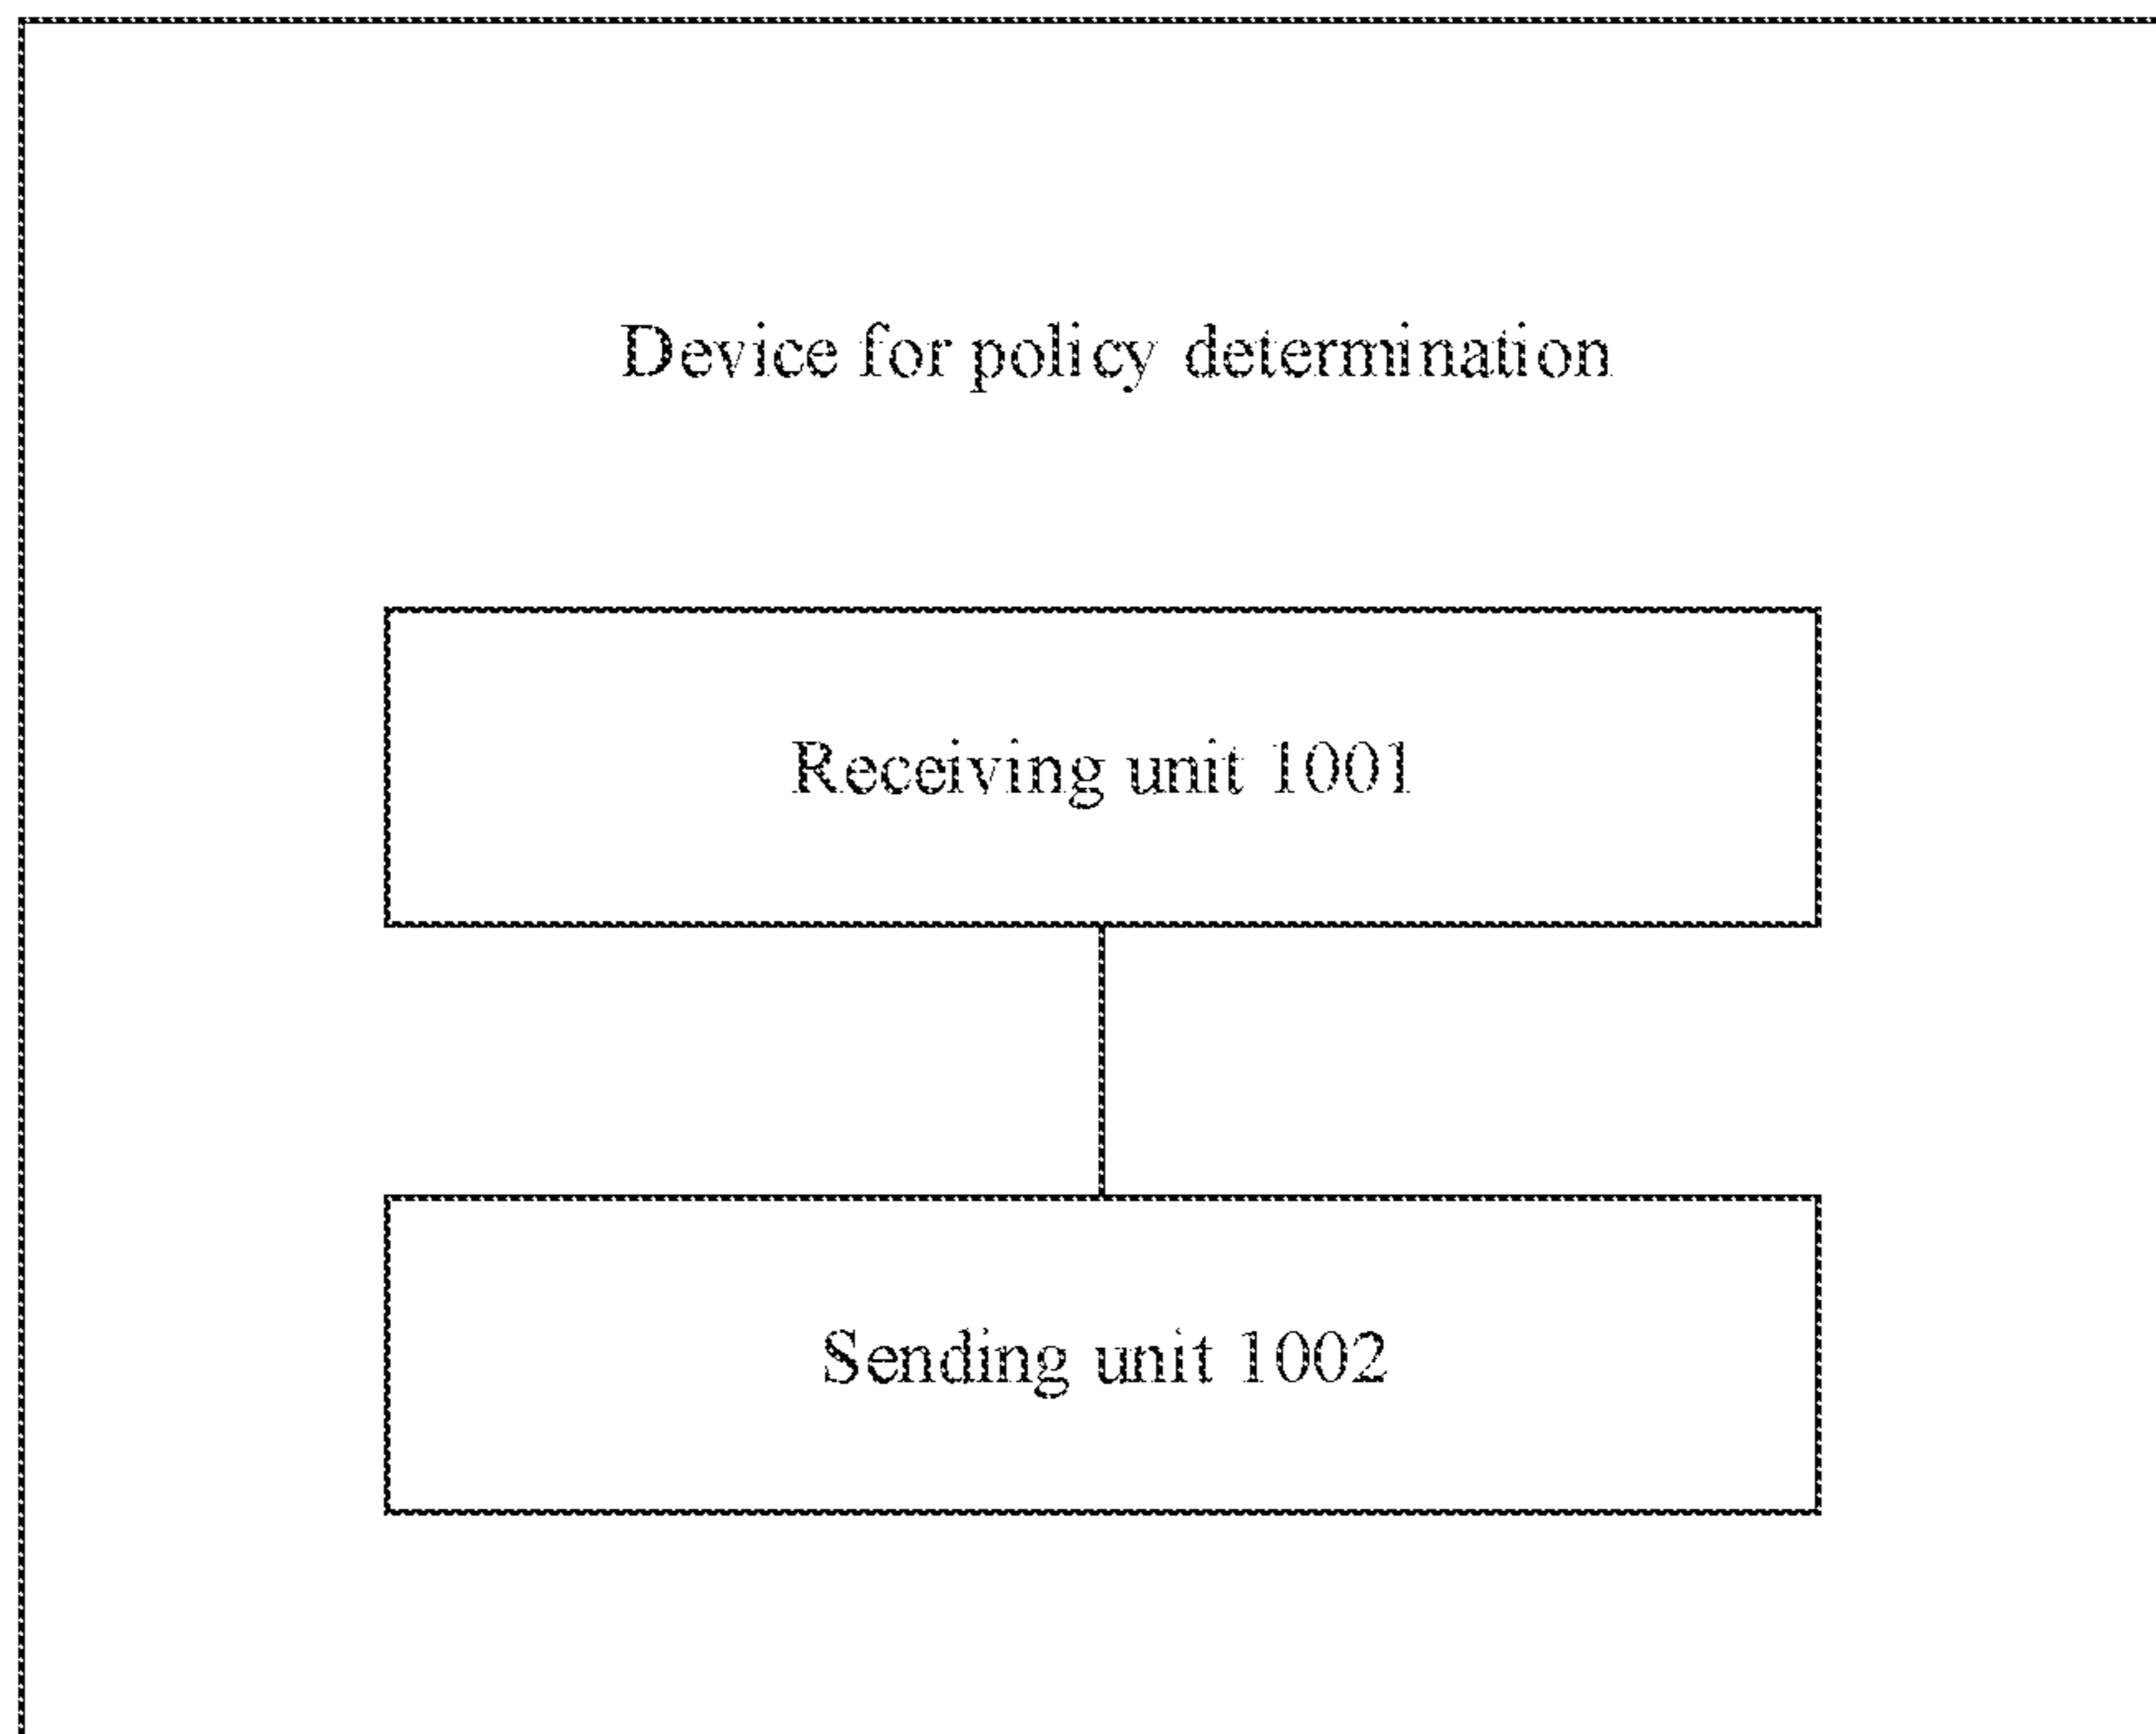 Device for policy determination
Receiving unit 1001
Sending unit 1002